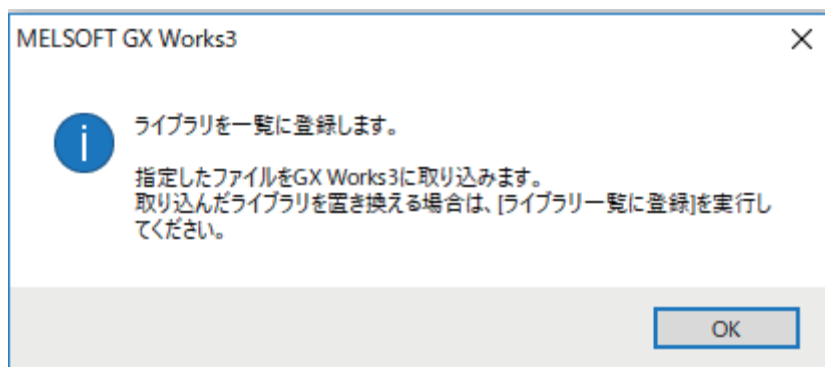 MELSOFT GX Works3
ライブラリを一覧に登録します。
指定したファイルをGX Works3に取り込みます。
取り込んだライブラリを置き換える場合は、[ライブラリ一覧に登録]を実行し
てください。
OK